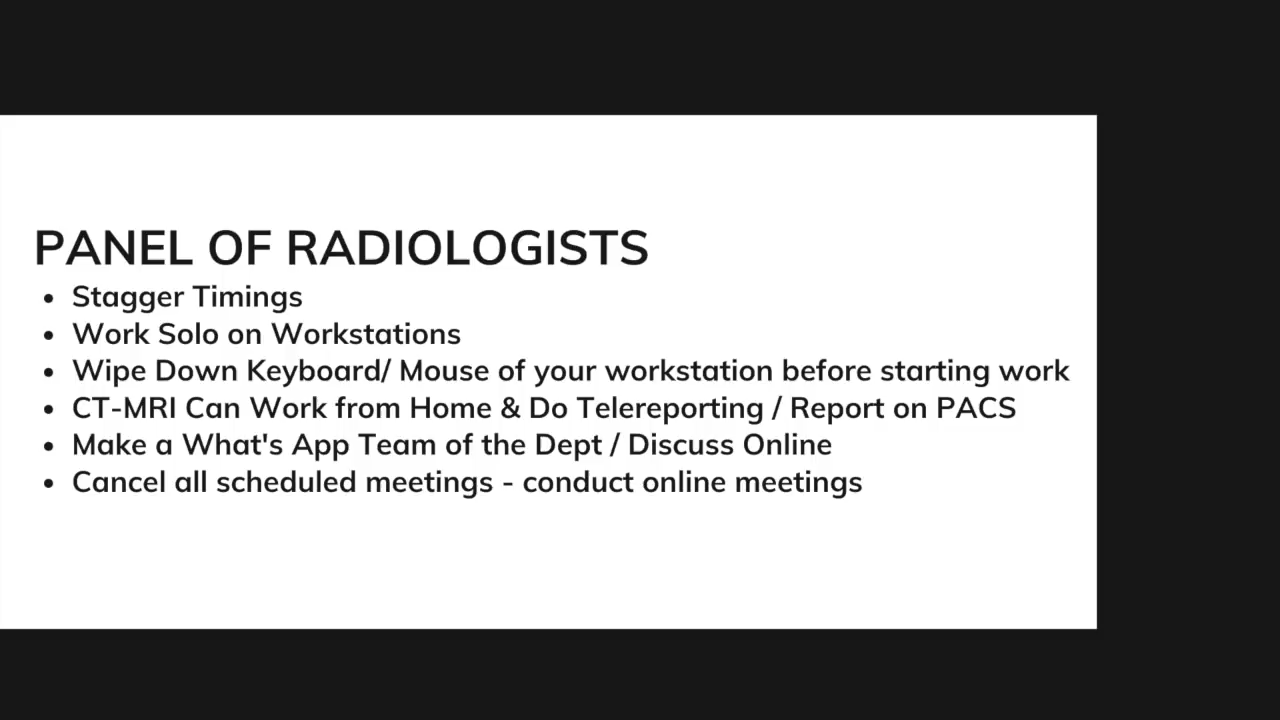 PANEL OF RADIOLOGISTS
• Stagger Timings
• Work Solo on Workstations
• Wipe Down Keyboard/ Mouse of your workstation before starting work
• CT-MRI Can Work from Home & Do Telereporting / Report on PACS
• Make a What's App Team of the Dept / Discuss Online
• Cancel all scheduled meetings - conduct online meetings